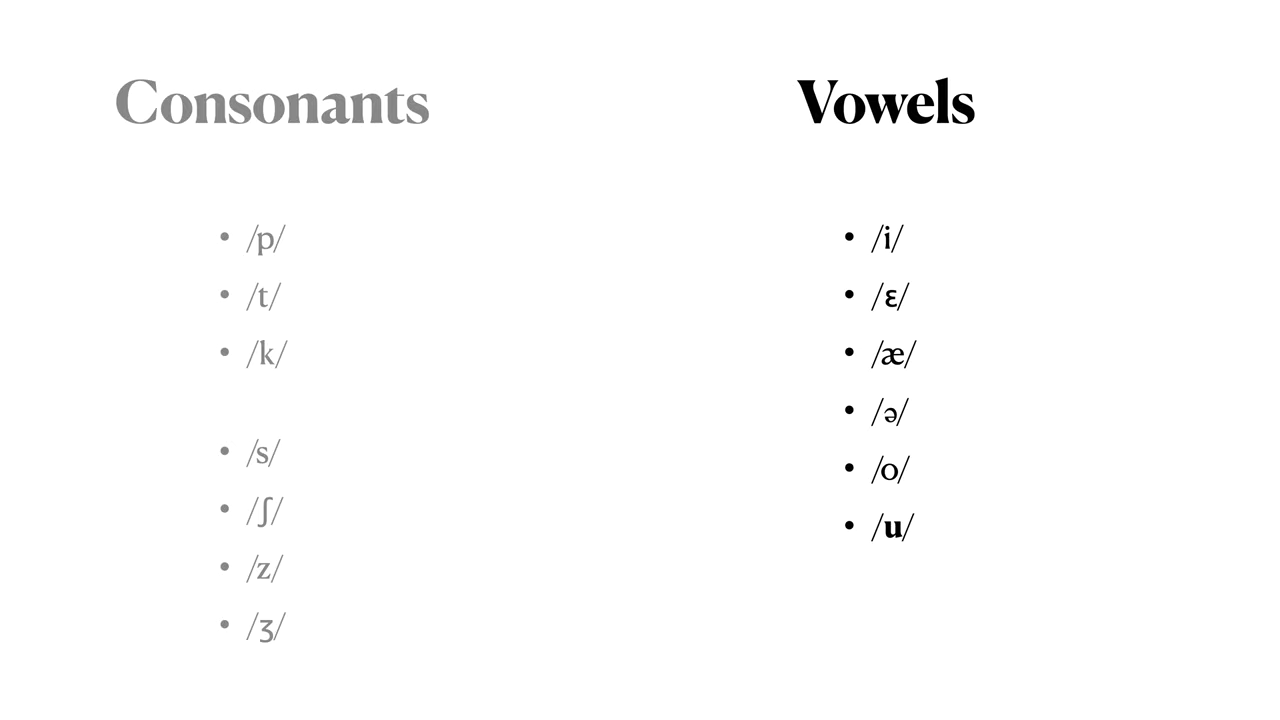 Consonants
• /p/
• /t/
• /k/
• /s/
• /ʃ/
• /z/
• /ʒ/
Vowels
• /i/
• /ɛ/
• /æ/
• /ə/
• /o/
• /u/